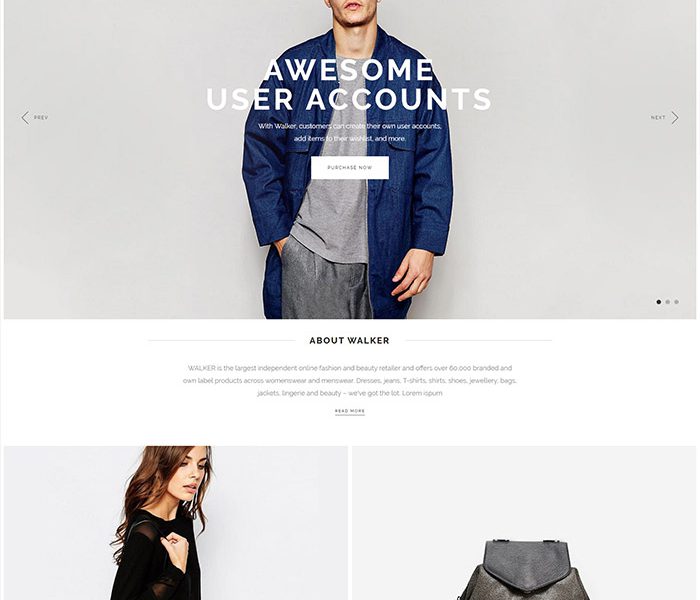 AWESOME
USER ACCOUNTS
With Walker, customers can create their own user accounts,
add items to their wishlist, and more.
PREV
NEXT
PURCHASE NOW
ABOUT WALKER
WALKER is the largest independent online fashion and beauty retailer and offers over 60,000 branded and
own label products across womenswear and menswear. Dresses, jeans, T-shirts, shirts, shoes, jewellery, bags,
jackets, lingerie and beauty – we've got the lot. Lorem ispum
READ MORE